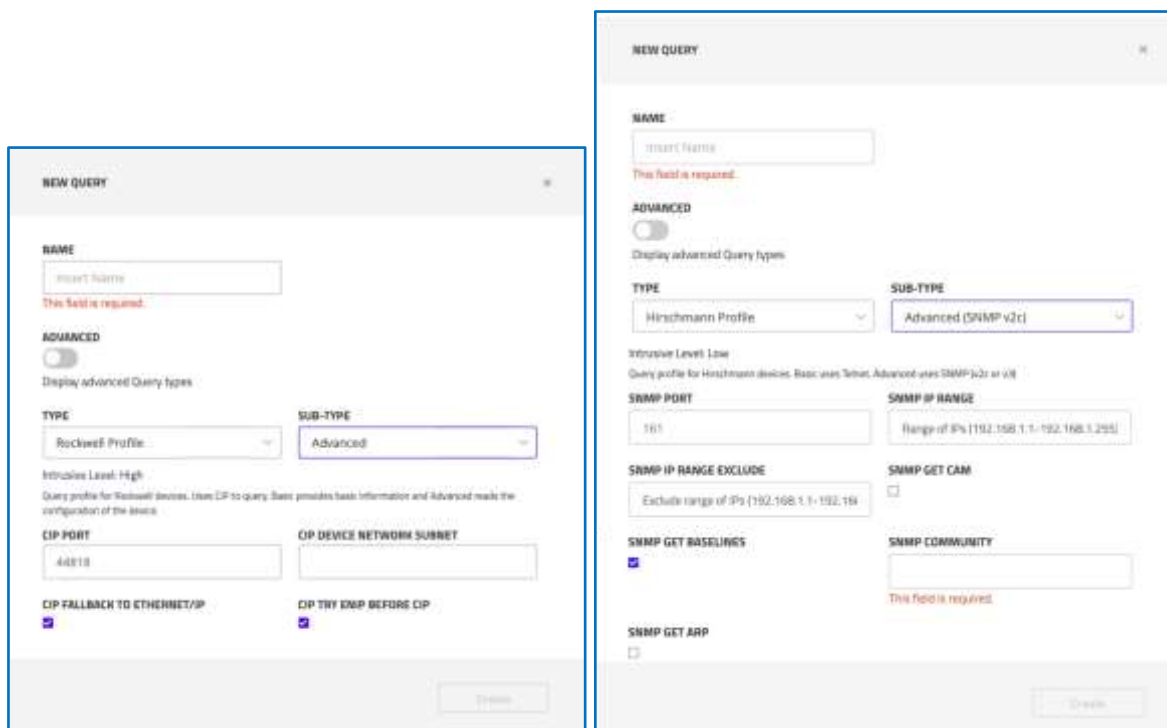 NEW QUERY
×
NAME
Insert Name
This field is required.
ADVANCED
Display advanced Query types
TYPE
SUB-TYPE
Rockwell Profile
Advanced
Intrusive Level: High
Query profile for Rockwell devices. Uses CIP to query. Basic provides basic information and Advanced reads the
configuration of the device
CIP PORT
CIP DEVICE NETWORK SUBNET
44818
CIP FALLBACK TO ETHERNET/IP
CIP TRY ENIP BEFORE CIP
Create
NEW QUERY
×
NAME
Insert Name
This field is required.
ADVANCED
Display advanced Query types
TYPE
SUB-TYPE
Hirschmann Profile
Advanced (SNMP v2c)
Intrusive Level: Low
Query profile for Hirschmann devices. Basic uses Telnet, Advanced uses SNMP (v2c or v3)
SNMP PORT
SNMP IP RANGE
161
Range of IPs (192.168.1.1-192.168.1.255)
SNMP IP RANGE EXCLUDE
SNMP GET CAM
Exclude range of IPs (192.168.1.1-192.168
SNMP GET BASELINES
SNMP COMMUNITY
This field is required.
SNMP GET ARP
Create